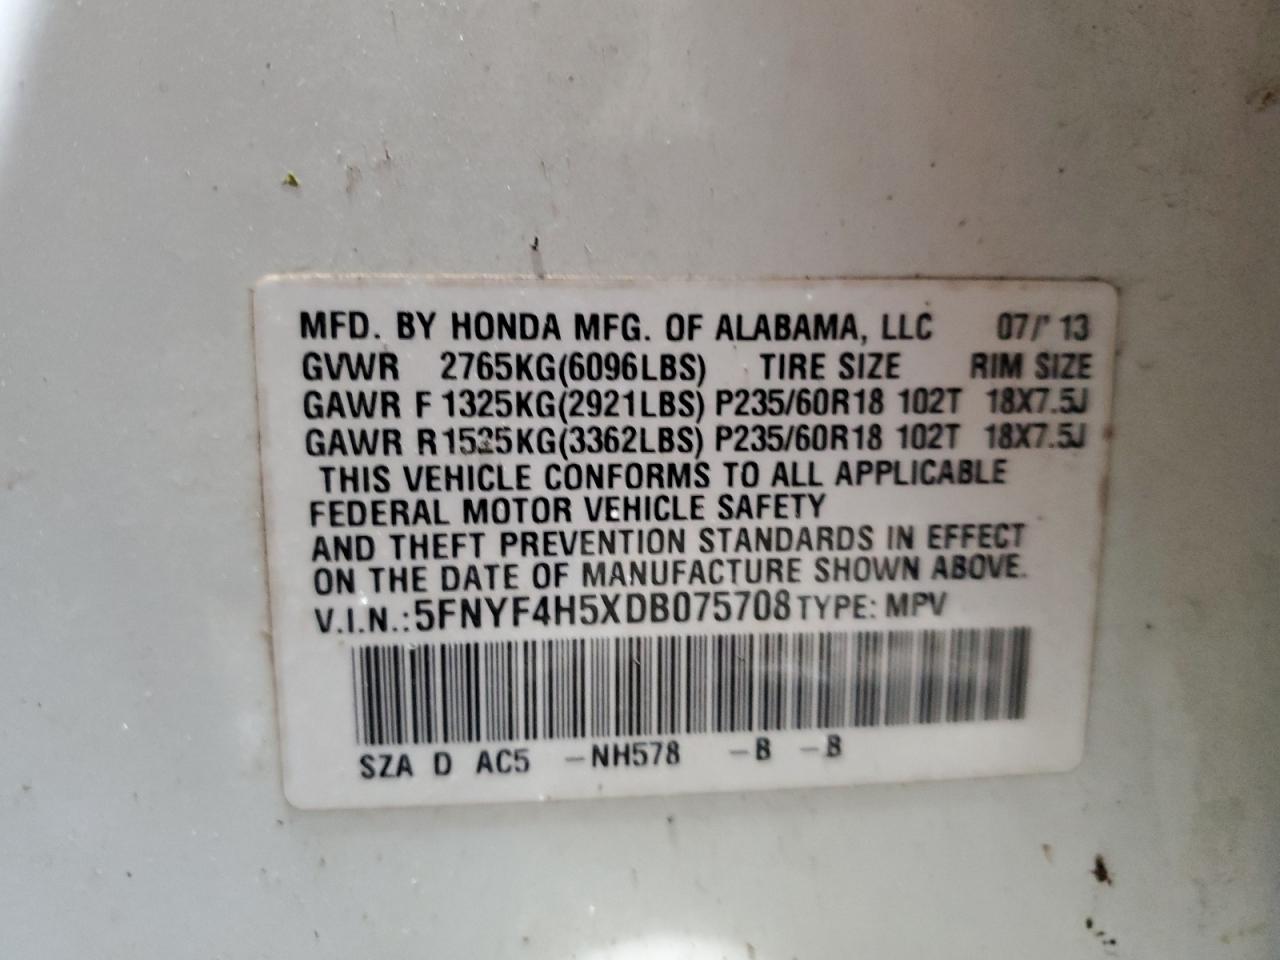 MFD. BY HONDA MFG. OF ALABAMA, LLC 07/ 13
GVWR 2765KG(6096LBS) TIRE SIZE RIM SIZE
GAWR F 1325KG(2921LBS) P235/60R18 102T 18X7.5J
GAWR R 1525KG(3362LBS) P235/60R18 102T 18X7.5J
THIS VEHICLE CONFORMS TO ALL APPLICABLE
FEDERAL MOTOR VEHICLE SAFETY
AND THEFT PREVENTION STANDARDS IN EFFECT
ON THE DATE OF MANUFACTURE SHOWN ABOVE.
V.I.N.:5FNYF4H5XDB075708 TYPE: MPV
SZA D AC5 -NH578 -B -B